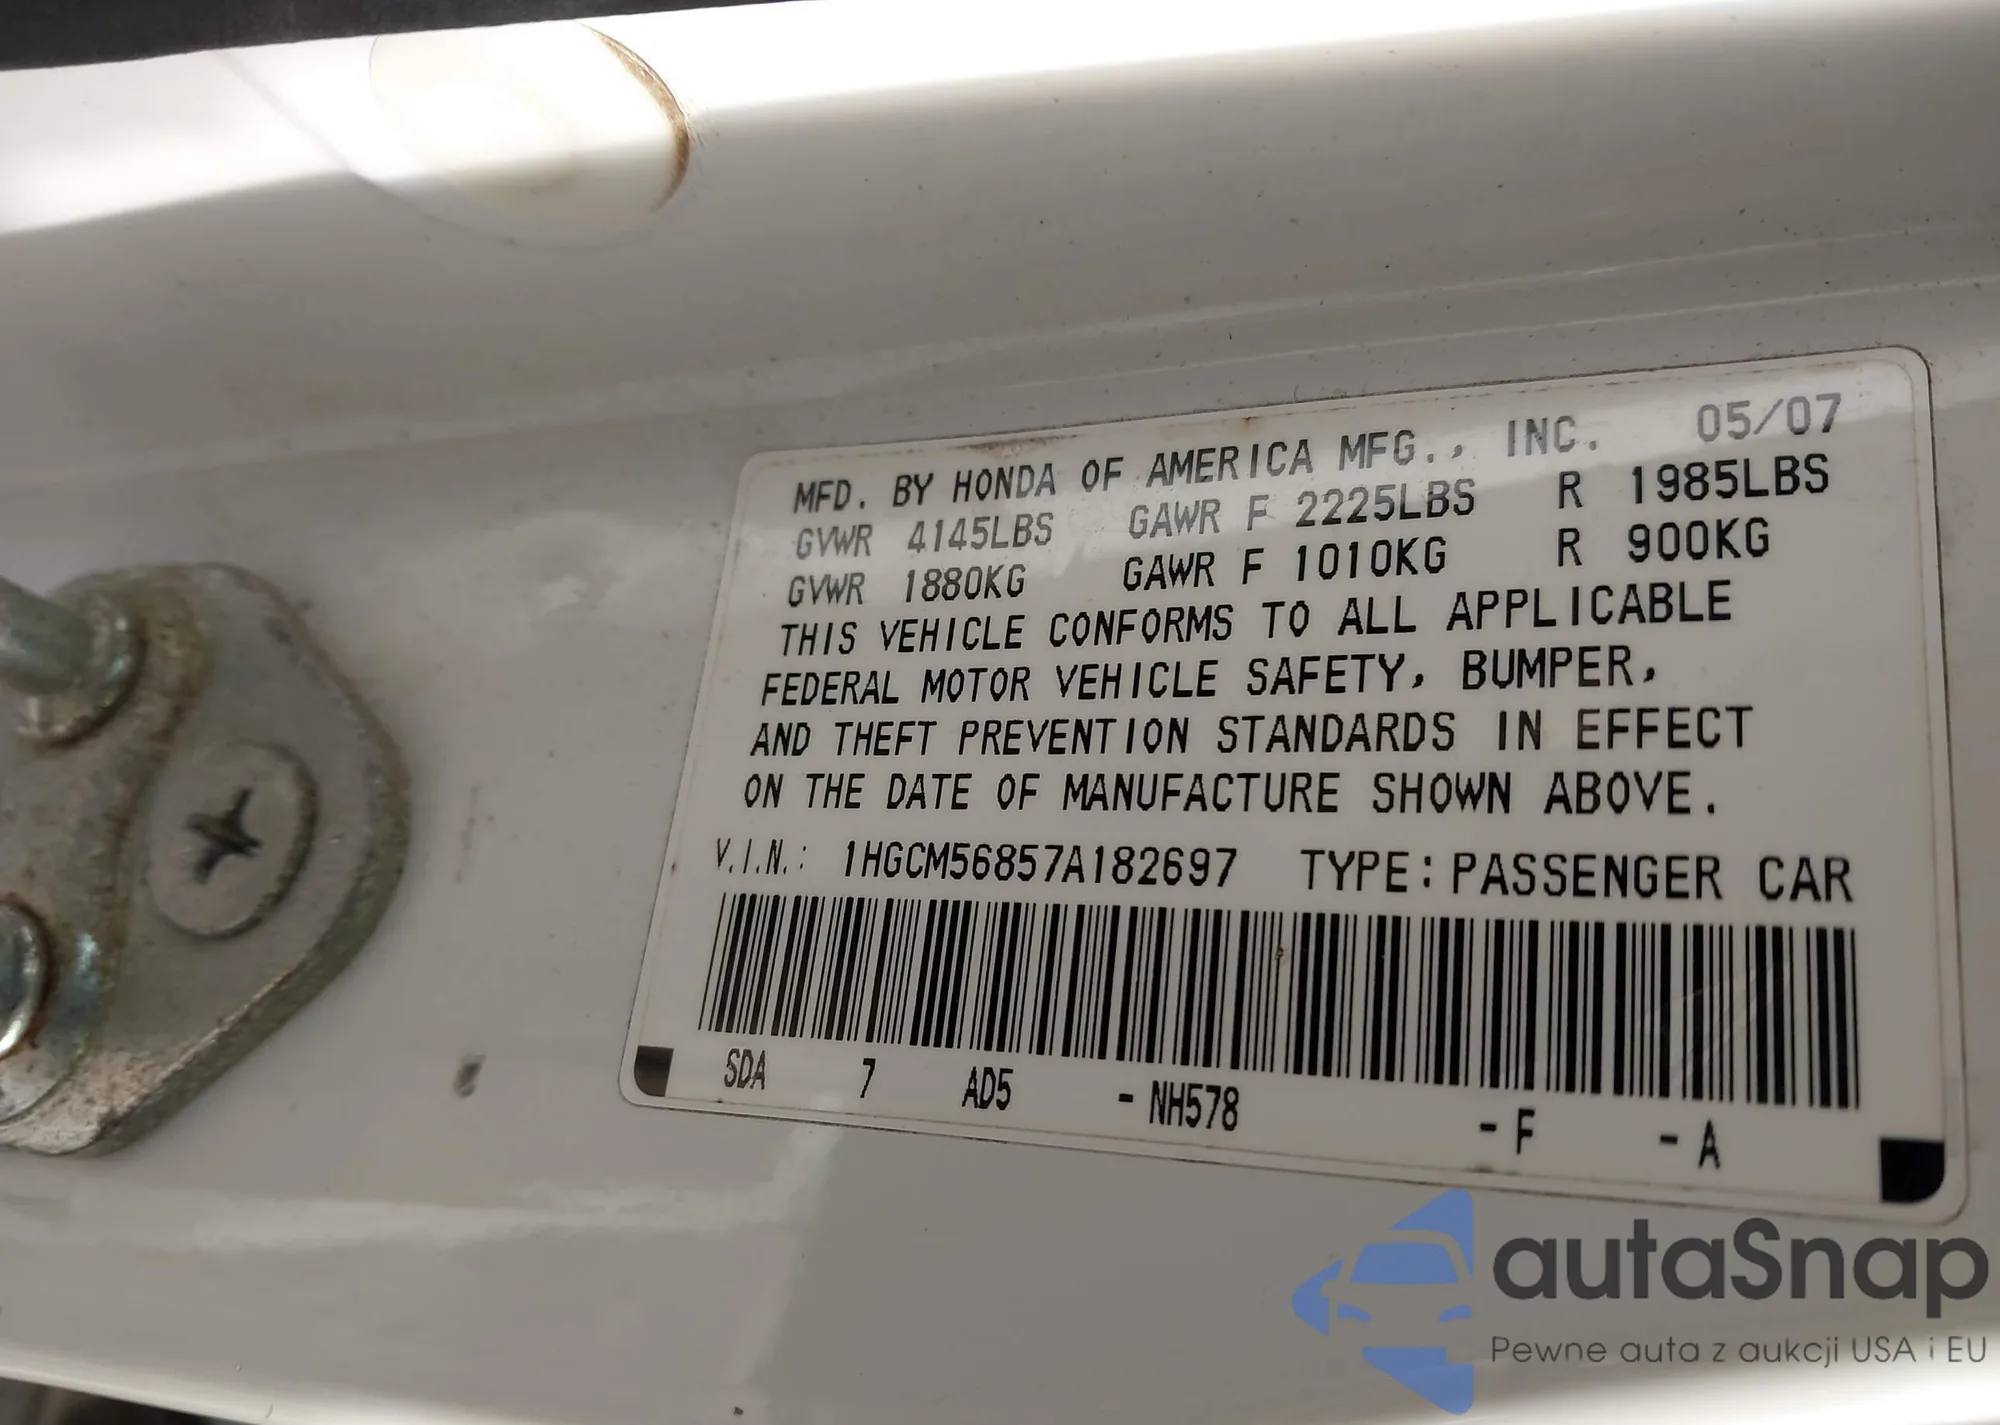 MFD. BY HONDA OF AMERICA MFG., INC. 05/07
GVWR 4145LBS GAWR F 2225LBS R 1985LBS
GVWR 1880KG GAWR F 1010KG R 900KG
THIS VEHICLE CONFORMS TO ALL APPLICABLE
FEDERAL MOTOR VEHICLE SAFETY, BUMPER,
AND THEFT PREVENTION STANDARDS IN EFFECT
ON THE DATE OF MANUFACTURE SHOWN ABOVE.
V.I.N.: 1HGCM56857A182697 TYPE: PASSENGER CAR
SDA 7 AD5 - NH578 - F - A
autaSnap
Pewne auta z aukcji USA i EU